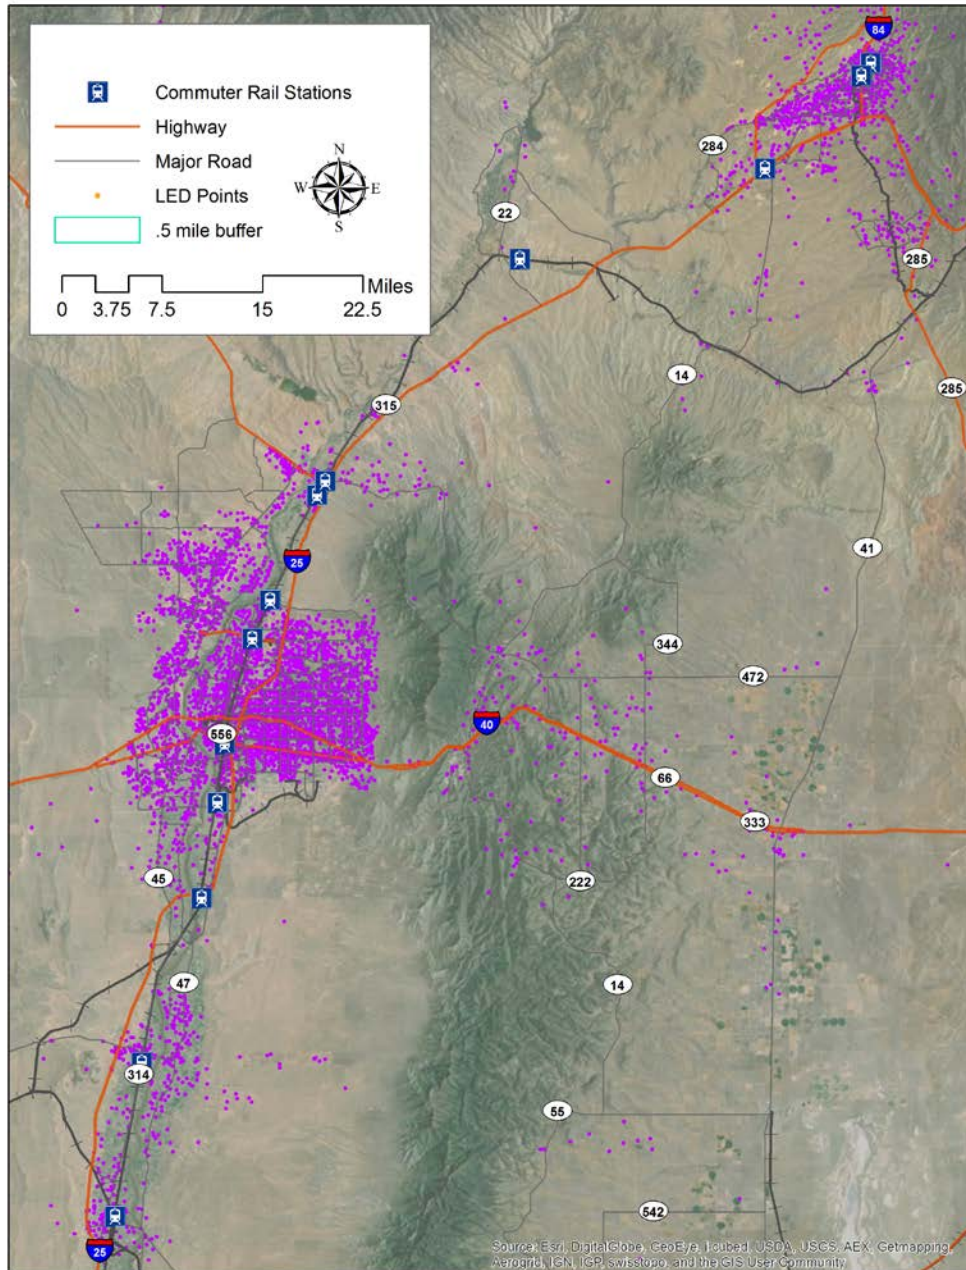 Commuter Rail Stations
Highway
Major Road
LED Points
.5 mile buffer
N
W E
S
Miles
0 3.75 7.5 15 22.5
84
284
22
285
285
14
315
41
25
344
472
40
556
66
333
45
222
47
14
314
55
542
25
Source: Esri, DigitalGlobe, GeoEye, i-cubed, USDA, USGS, AEX, Getmapping,
Aerogrid, IGN, IGP, swisstopo, and the GIS User Community